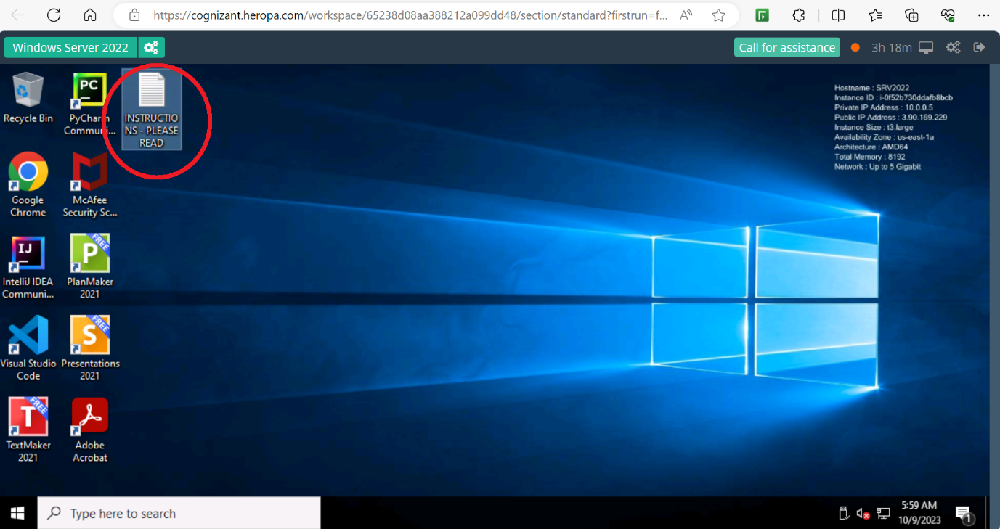 https://cognizant.heropa.com/workspace/65238d08aa388212a099dd48/section/standard?firstrun=f...
Windows Server 2022
Call for assistance
3h 18m
Hostname : SRV2022
Instance ID : i-0f52b730ddafb8bcb
Private IP Address : 10.0.0.5
Public IP Address : 3.90.169.229
Instance Size : t3.large
Availability Zone : us-east-1a
Architecture : AMD64
Total Memory : 8192
Network : Up to 5 Gigabit
Recycle Bin
PC
PyCharm
Communi...
INSTRUCTIO
NS - PLEASE
READ
Google
Chrome
McAfee
Security Sc...
IJ
IntelliJ IDEA
Communi...
FREE
P
PlanMaker
2021
Visual Studio
Code
FREE
S
Presentations
2021
FREE
T
TextMaker
2021
Adobe
Acrobat
Type here to search
5:59 AM
10/9/2023
1